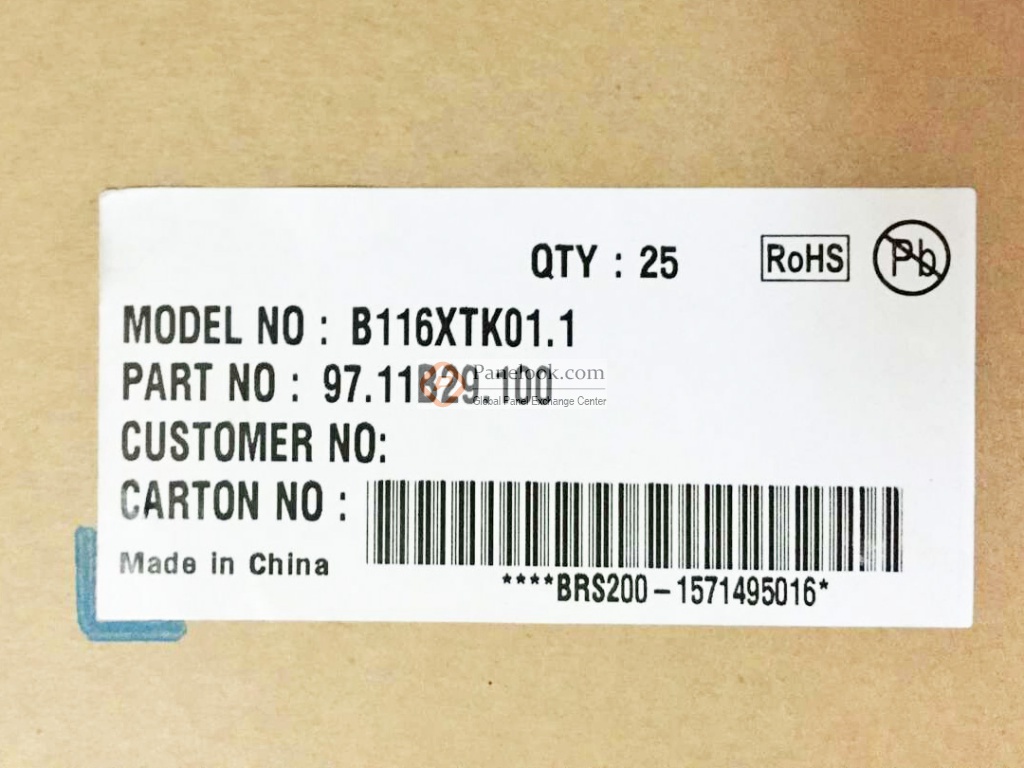 QTY : 25
RoHS
Pb
MODEL NO : B116XTK01.1
PART NO : 97.11B29.100
Panelook.com
Global Panel Exchange Center
CUSTOMER NO:
CARTON NO :
Made in China
****BRS200-1571495016*